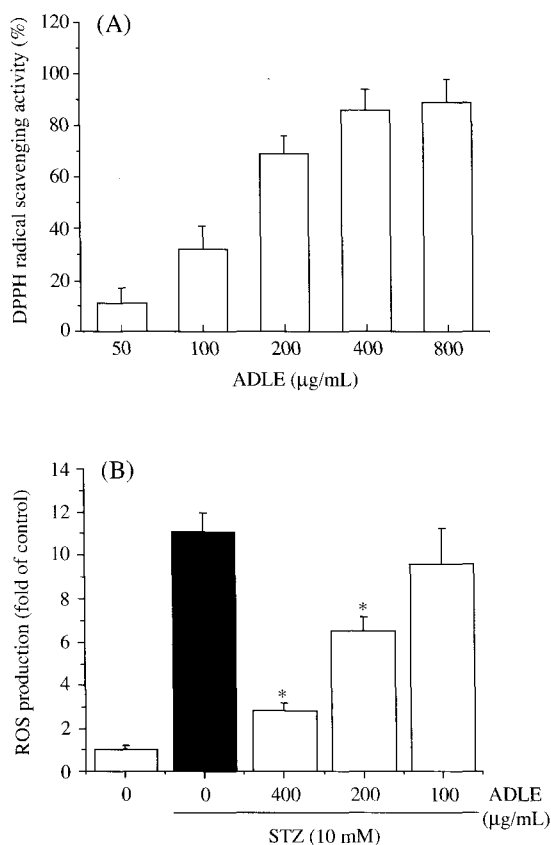 (A)
DPPH radical scavenging activity (%)
120
100
80
60
40
20
0
50 100 200 400 800
ADLE (μg/mL)
(B)
ROS production (fold of control)
14
12
10
8
6
4
2
0
*
*
0 0 400 200 100 ADLE
(μg/mL)
STZ (10 mM)